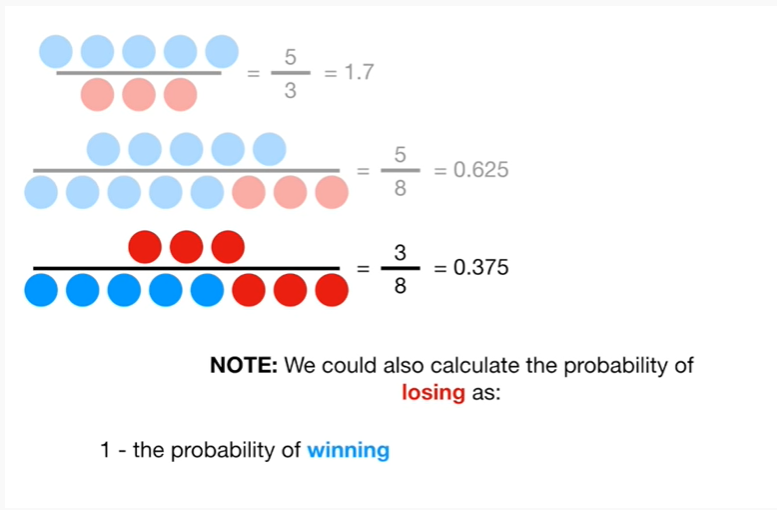 = 5/3 = 1.7
= 5/8 = 0.625
= 3/8 = 0.375
NOTE: We could also calculate the probability of
losing as:
1 - the probability of winning